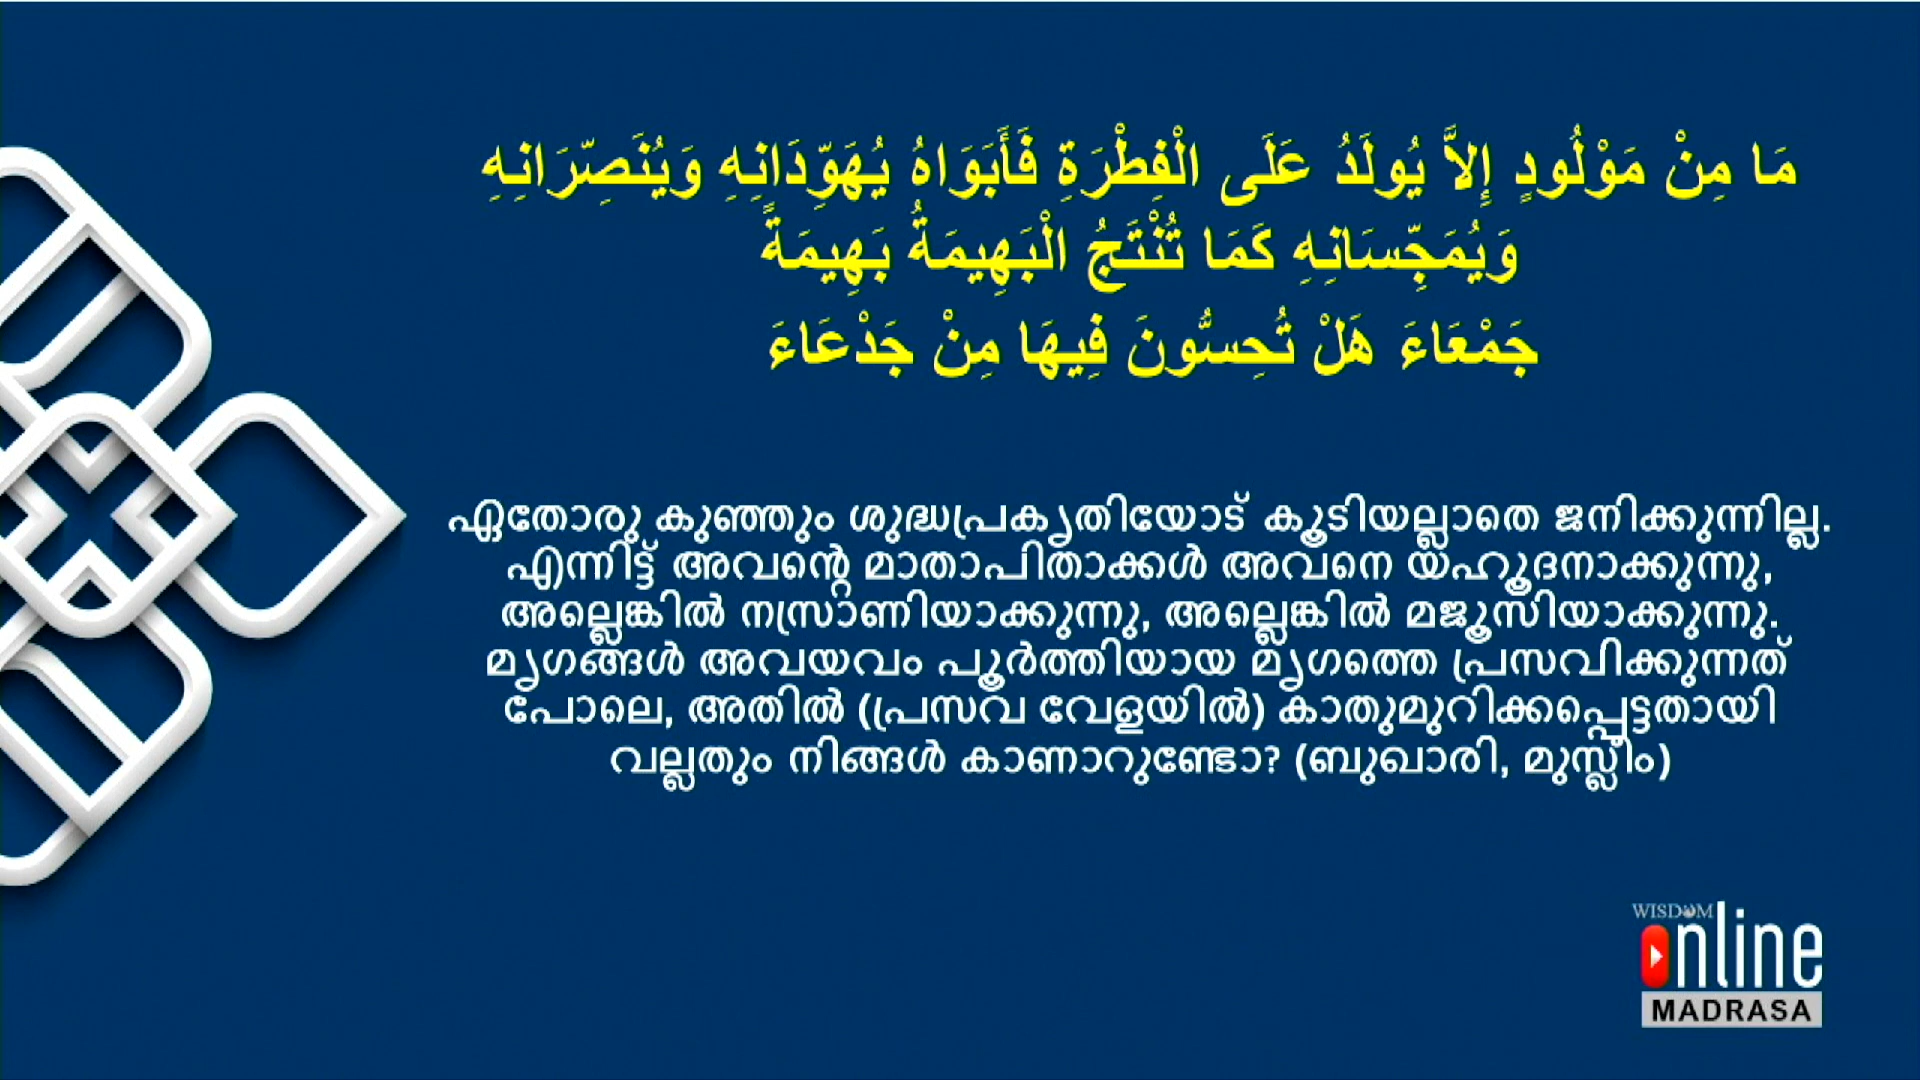 مَا مِنْ مَوْلُودٍ إِلاَّ يُولَدُ عَلَى الْفِطْرَةِ فَأَبَوَاهُ يُهَوِّدَانِهِ وَيُنَصِّرَانِهِ
وَيُمَجِّسَانِهِ كَمَا تُنْتَجُ الْبَهِيمَةُ بَهِيمَةً
جَمْعَاءَ هَلْ تُحِسُّونَ فِيهَا مِنْ جَدْعَاءَ
ഏതോരു കുഞ്ഞും ശുദ്ധപ്രകൃതിയോട് കൂടിയല്ലാതെ ജനിക്കുന്നില്ല.
എന്നിട്ട് അവന്റെ മാതാപിതാക്കൾ അവനെ യഹൂദനാക്കുന്നു,
അല്ലെങ്കിൽ നസ്രാണിയാക്കുന്നു, അല്ലെങ്കിൽ മജൂസിയാക്കുന്നു.
മൃഗങ്ങൾ അവയവം പൂർത്തിയായ മൃഗത്തെ പ്രസവിക്കുന്നത്
പോലെ, അതിൽ (പ്രസവ വേളയിൽ) കാതുമുറിക്കപ്പെട്ടതായി
വല്ലതും നിങ്ങൾ കാണാറുണ്ടോ? (ബുഖാരി, മുസ്ലീം)
WISDOM
online
MADRASA